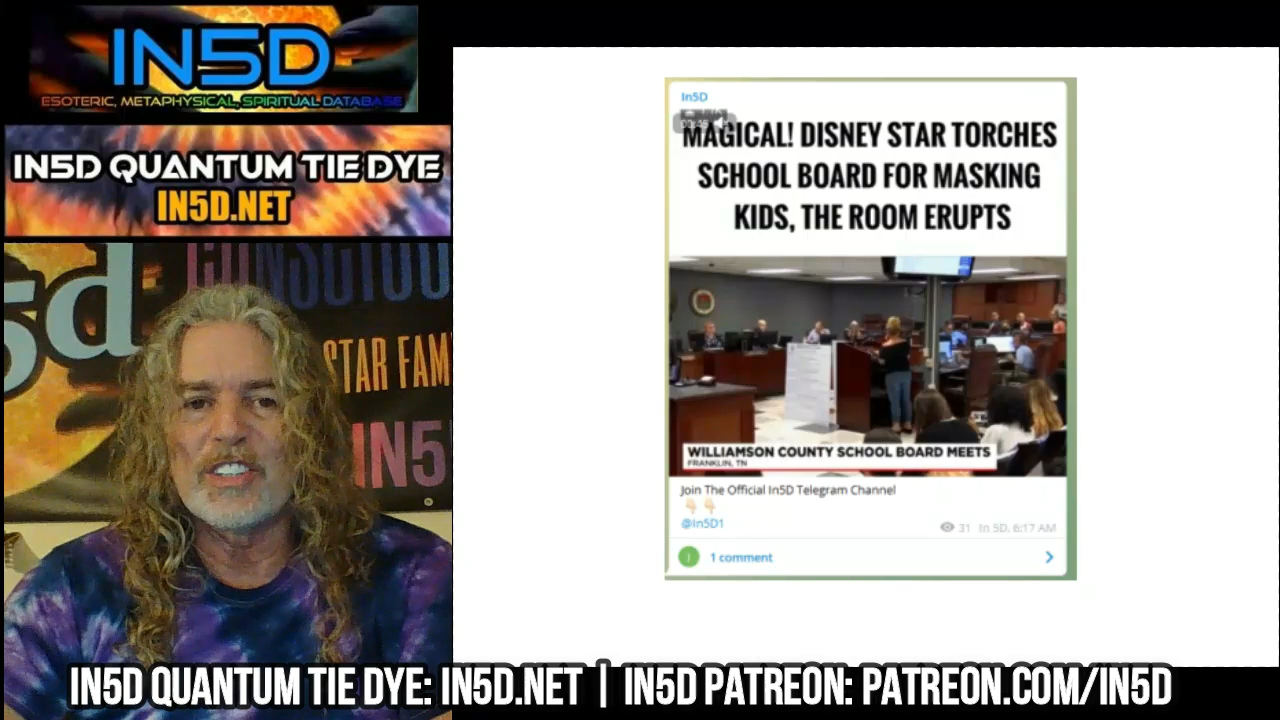 IN5D
ESOTERIC, METAPHYSICAL, SPIRITUAL DATABASE
IN5D QUANTUM TIE DYE
IN5D.NET
5d
CONSCIOU
STAR FAM
IN5
In5D
MAGICAL! DISNEY STAR TORCHES
SCHOOL BOARD FOR MASKING
KIDS, THE ROOM ERUPTS
WILLIAMSON COUNTY SCHOOL BOARD MEETS
FRANKLIN, TN
Join The Official In5D Telegram Channel
@In5D1
31 In 5D, 6:17 AM
I
1 comment
IN5D QUANTUM TIE DYE: IN5D.NET | IN5D PATREON: PATREON.COM/IN5D